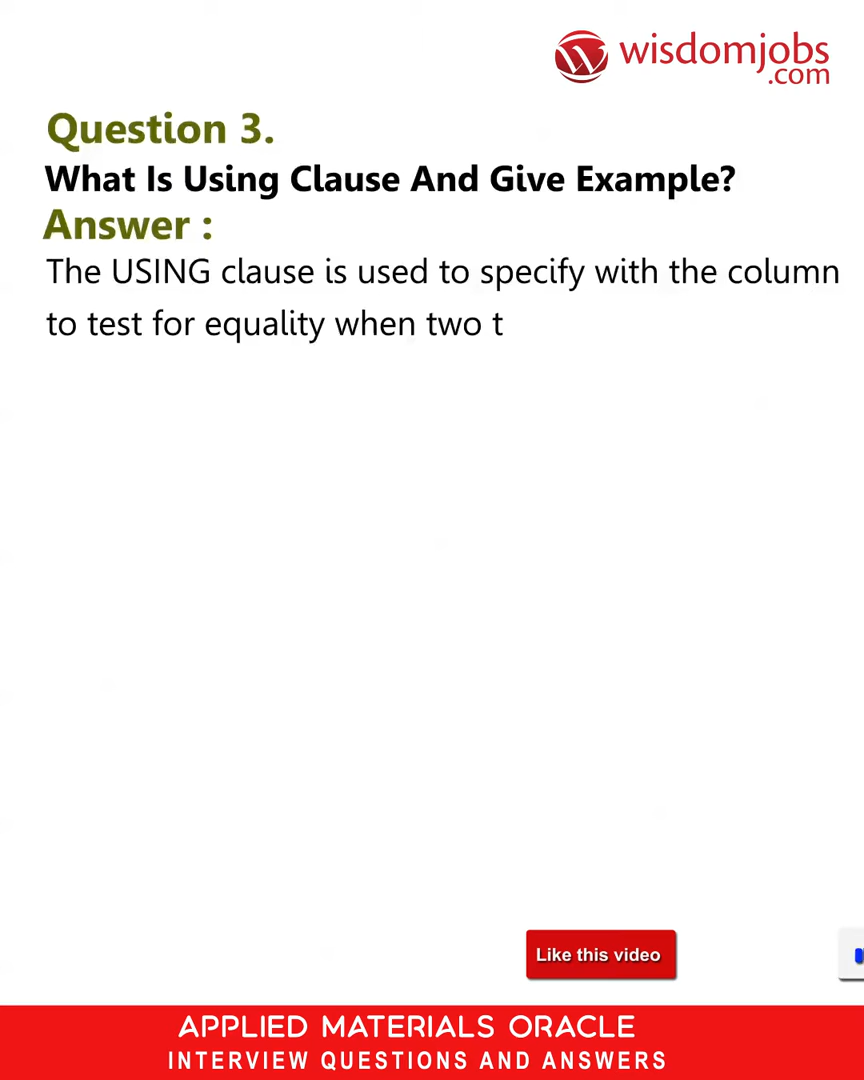 wisdomjobs
.com
Question 3.
What Is Using Clause And Give Example?
Answer :
The USING clause is used to specify with the column
to test for equality when two t
Like this video
APPLIED MATERIALS ORACLE
INTERVIEW QUESTIONS AND ANSWERS